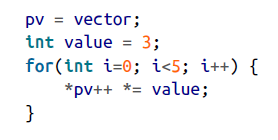 pv = vector;
int value = 3;
for(int i=0; i<5; i++) {
    *pv++ *= value;
}